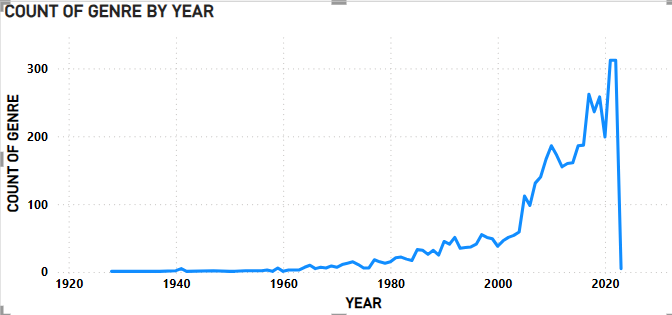 COUNT OF GENRE BY YEAR
300
200
100
0
COUNT OF GENRE
1920 1940 1960 1980 2000 2020
YEAR